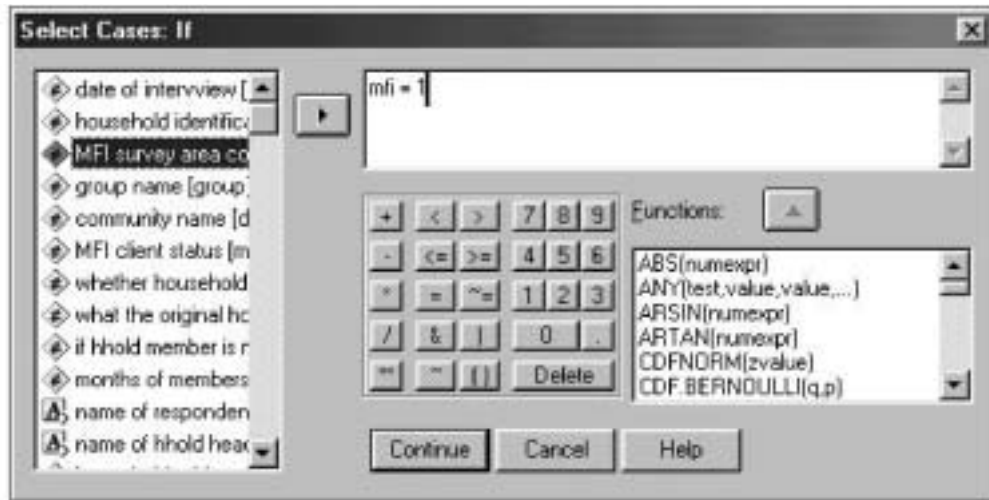 Select Cases: If
date of intervview [
household identifica
MFI survey area co
group name [group]
community name [d
MFI client status [m
whether household
what the original ho
if hhold member is n
months of members
name of responden
name of hhold head
mfi = 1
+ < > 7 8 9
- <= >= 4 5 6
* = ~= 1 2 3
/ & | 0 .
** ~ () Delete
Functions:
ABS(numexpr)
ANY(test,value,value,...)
ARSIN(numexpr)
ARTAN(numexpr)
CDFNORM(zvalue)
CDF.BERNOULLI(q,p)
Continue Cancel Help